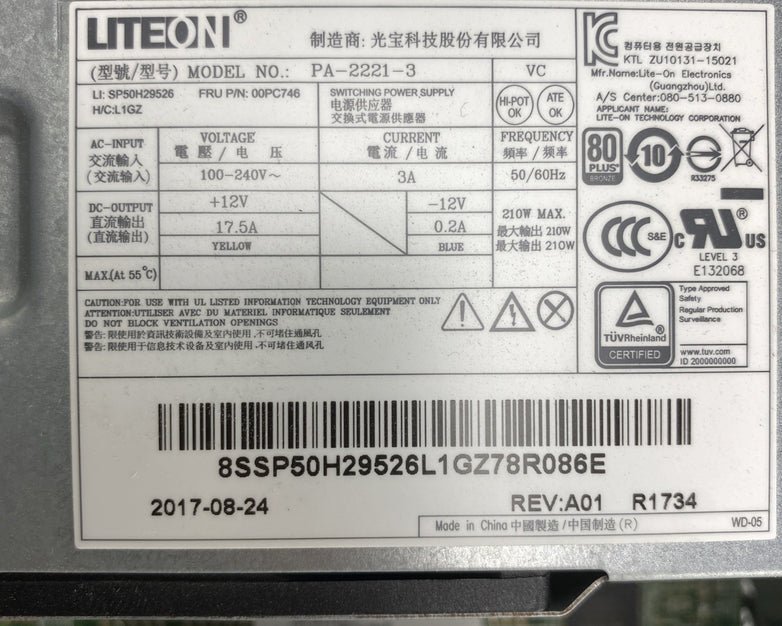 LITEON®
制造商: 光宝科技股份有限公司
(型號/型号) MODEL NO.: PA-2221-3 VC
LI: SP50H29526 FRU P/N: 00PC746
H/C:L1GZ
SWITCHING POWER SUPPLY
电源供应器
交換式電源供應器
HI-POT OK
ATE OK
AC-INPUT
交流輸入
(交流输入)
VOLTAGE
電 壓 / 电 压
100-240V~
CURRENT
電流 / 电流
3A
FREQUENCY
頻率 / 频率
50/60Hz
DC-OUTPUT
直流輸出
(直流输出)
+12V
17.5A
YELLOW
-12V
0.2A
BLUE
210W MAX.
最大輸出 210W
最大输出 210W
MAX.(At 55℃)
CAUTION:FOR USE WITH UL LISTED INFORMATION TECHNOLOGY EQUIPMENT ONLY
ATTENTION:UTILISER AVEC DU MATERIEL INFORMATIQUE SEULEMENT
DO NOT BLOCK VENTILATION OPENINGS
警告: 限使用於資訊技術設備及室內使用﹐不可堵住通風孔
警告: 限使用于信息技术设备及室内使用﹐不可堵住通风孔
컴퓨터용 전원공급장치
KTL ZU10131-15021
Mfr.Name:Lite-On Electronics
(Guangzhou)Ltd.
A/S Center:080-513-0880
APPLICANT NAME:
LITE-ON TECHNOLOGY CORPORATION
80
PLUS®
BRONZE
10
R33275
CCC S&E
c RU ® US
LEVEL 3
E132068
TÜVRheinland®
CERTIFIED
Type Approved
Safety
Regular Production
Surveillance
www.tuv.com
ID 2000000000
8SSP50H29526L1GZ78R086E
2017-08-24
REV:A01 R1734
Made in China 中國製造/中国制造(R)
WD-05